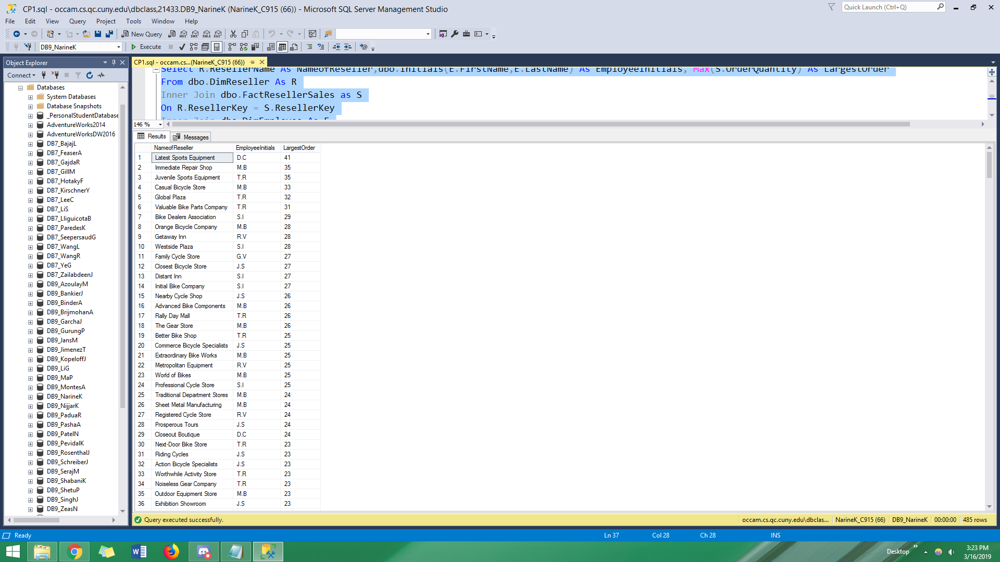 CP1.sql - occam.cs.qc.cuny.edu\dbclass,21433.DB9_NarineK (NarineK_C915 (66)) - Microsoft SQL Server Management Studio
Quick Launch (Ctrl+Q)
File Edit View Query Project Tools Window Help
New Query
MDX DMX XMLA DAX
DB9_NarineK
Execute
Object Explorer
Connect
Databases
System Databases
Database Snapshots
_PersonalStudentDatabase
AdventureWorks2014
AdventureWorksDW2016
DB7_BajajL
DB7_FeaserA
DB7_GajdaR
DB7_GillM
DB7_HotakyF
DB7_KirschnerY
DB7_LeeC
DB7_LiS
DB7_LliguicotaB
DB7_ParedesK
DB7_SeepersaudG
DB7_WangL
DB7_WangR
DB7_YeG
DB7_ZailabdeenJ
DB9_AzoulayM
DB9_BankierJ
DB9_BinderA
DB9_BrijmohanA
DB9_GarchaJ
DB9_GurungP
DB9_JansM
DB9_JimenezT
DB9_KopeloffJ
DB9_LiG
DB9_MaP
DB9_MontesA
DB9_NarineK
DB9_NijjarK
DB9_PaduaR
DB9_PashaA
DB9_PatelN
DB9_PevidalK
DB9_RosenthalJ
DB9_SchreiberJ
DB9_SerajM
DB9_ShabaniK
DB9_ShetuP
DB9_SinghJ
DB9_ZeasN
CP1.sql - occam.cs...(NarineK_C915 (66))
Select R.ResellerName As NameofReseller,dbo.Initials(E.FirstName,E.LastName) As EmployeeInitials, Max(S.OrderQuantity) As LargestOrder
From dbo.DimReseller As R
Inner Join dbo.FactResellerSales as S
On R.ResellerKey = S.ResellerKey
Inner Join dbo.DimEmployee As E
146 %
Results Messages
NameofReseller EmployeeInitials LargestOrder
1 Latest Sports Equipment D.C 41
2 Immediate Repair Shop M.B 35
3 Juvenile Sports Equipment T.R 35
4 Casual Bicycle Store M.B 33
5 Global Plaza T.R 32
6 Valuable Bike Parts Company T.R 31
7 Bike Dealers Association S.I 29
8 Orange Bicycle Company M.B 28
9 Getaway Inn R.V 28
10 Westside Plaza S.I 28
11 Family Cycle Store G.V 27
12 Closest Bicycle Store J.S 27
13 Distant Inn S.I 27
14 Initial Bike Company S.I 27
15 Nearby Cycle Shop J.S 26
16 Advanced Bike Components M.B 26
17 Rally Day Mall T.R 26
18 The Gear Store M.B 26
19 Better Bike Shop T.R 25
20 Commerce Bicycle Specialists J.S 25
21 Extraordinary Bike Works M.B 25
22 Metropolitan Equipment R.V 25
23 World of Bikes M.B 25
24 Professional Cycle Store S.I 25
25 Traditional Department Stores M.B 24
26 Sheet Metal Manufacturing M.B 24
27 Registered Cycle Store R.V 24
28 Prosperous Tours J.S 24
29 Closeout Boutique D.C 24
30 Next-Door Bike Store T.R 23
31 Riding Cycles J.S 23
32 Action Bicycle Specialists J.S 23
33 Worthwhile Activity Store T.R 23
34 Noiseless Gear Company T.R 23
35 Outdoor Equipment Store M.B 23
36 Exhibition Showroom J.S 23
Query executed successfully.
occam.cs.qc.cuny.edu\dbclas... NarineK_C915 (66) DB9_NarineK 00:00:00 485 rows
Ready Ln 37 Col 28 Ch 28 INS
Desktop
3:23 PM
3/16/2019